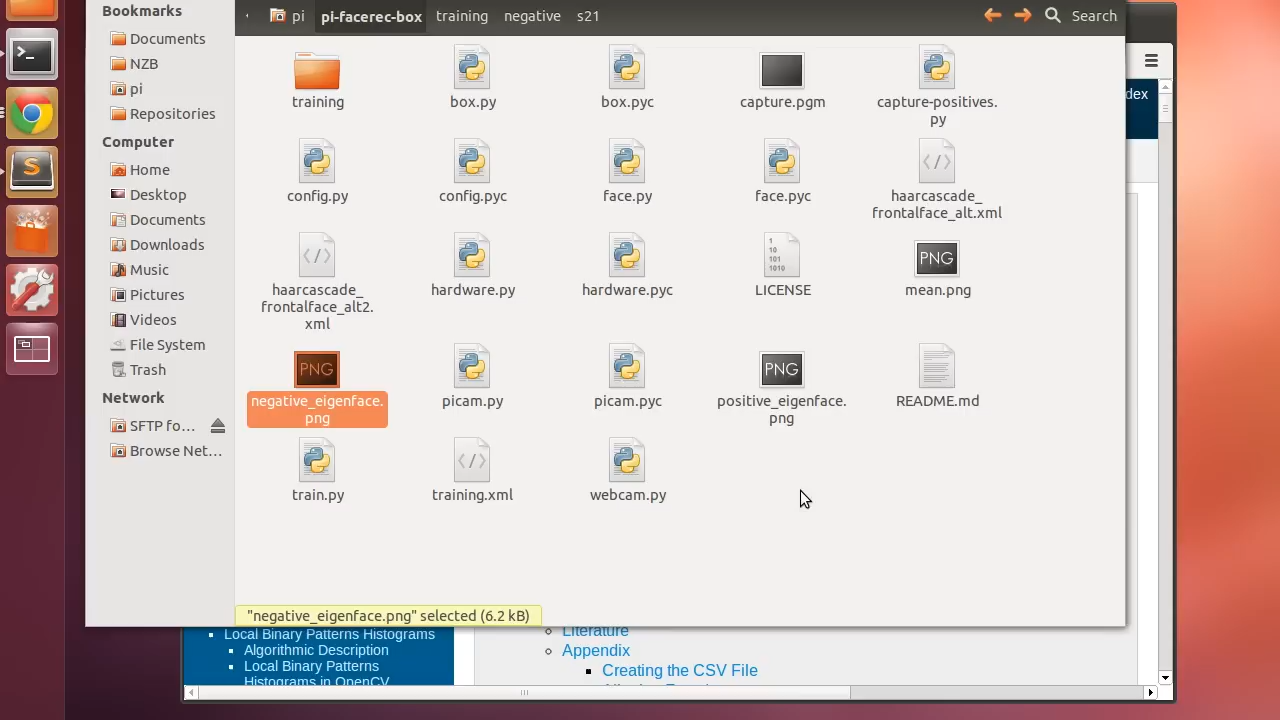 Bookmarks
Documents
NZB
pi
Repositories
Computer
Home
Desktop
Documents
Downloads
Music
Pictures
Videos
File System
Trash
Network
SFTP fo...
Browse Net...
pi pi-facerec-box training negative s21 Search
training box.py box.pyc capture.pgm capture-positives.
py
config.py config.pyc face.py face.pyc haarcascade_
frontalface_alt.xml
haarcascade_ hardware.py hardware.pyc LICENSE mean.png
frontalface_alt2.
xml
1
10
101
1010
PNG
PNG
PNG
negative_eigenface. picam.py picam.pyc positive_eigenface. README.md
png png
train.py training.xml webcam.py
"negative_eigenface.png" selected (6.2 kB)
dex
Local Binary Patterns Histograms
Algorithmic Description
Local Binary Patterns
Histograms in OpenCV
Literature
Appendix
Creating the CSV File